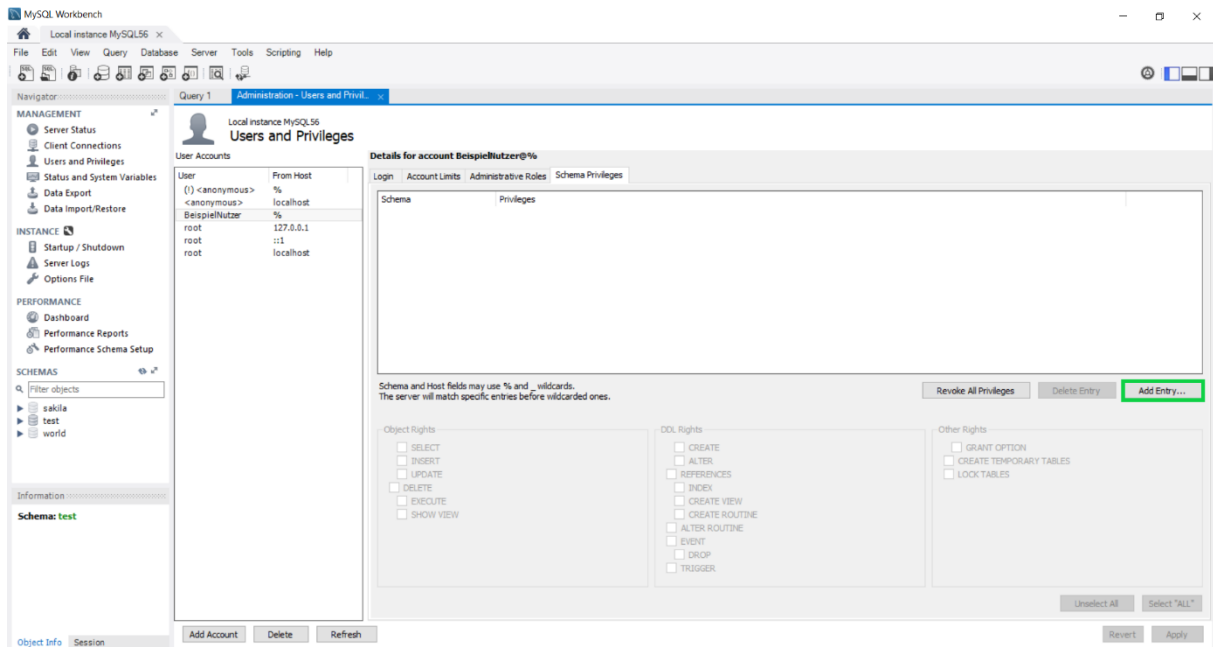 MySQL Workbench
Local instance MySQL56
File Edit View Query Database Server Tools Scripting Help
Navigator
MANAGEMENT
Server Status
Client Connections
Users and Privileges
Status and System Variables
Data Export
Data Import/Restore
INSTANCE
Startup / Shutdown
Server Logs
Options File
PERFORMANCE
Dashboard
Performance Reports
Performance Schema Setup
SCHEMAS
Filter objects
sakila
test
world
Information
Schema: test
Object Info Session
Query 1 Administration - Users and Privil...
Local instance MySQL56
Users and Privileges
User Accounts
User From Host
(!) <anonymous> %
<anonymous> localhost
BeispielNutzer %
root 127.0.0.1
root ::1
root localhost
Add Account Delete Refresh
Details for account BeispielNutzer@%
Login Account Limits Administrative Roles Schema Privileges
Schema Privileges
Schema and Host fields may use % and _ wildcards.
The server will match specific entries before wildcarded ones.
Revoke All Privileges Delete Entry Add Entry...
Object Rights
SELECT
INSERT
UPDATE
DELETE
EXECUTE
SHOW VIEW
DDL Rights
CREATE
ALTER
REFERENCES
INDEX
CREATE VIEW
CREATE ROUTINE
ALTER ROUTINE
EVENT
DROP
TRIGGER
Other Rights
GRANT OPTION
CREATE TEMPORARY TABLES
LOCK TABLES
Unselect All Select "ALL"
Revert Apply